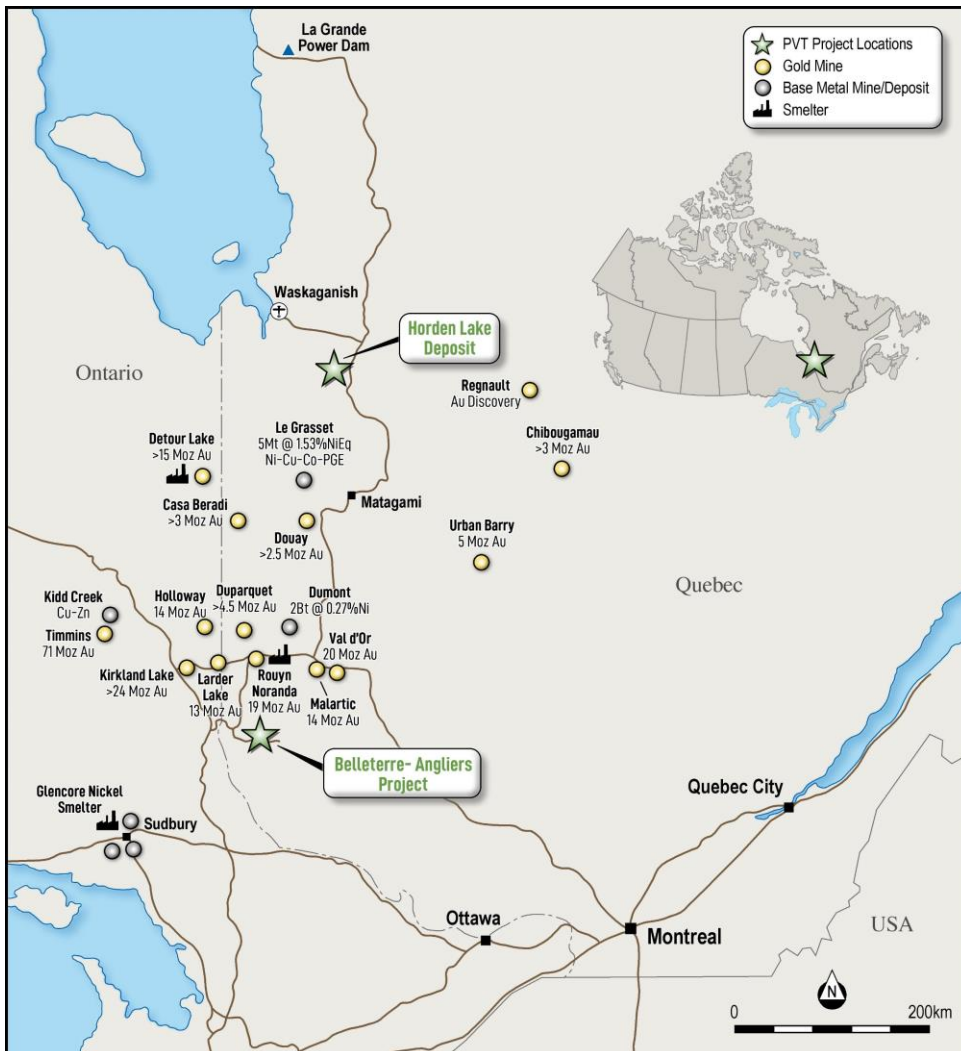 La Grande
Power Dam
PVT Project Locations
Gold Mine
Base Metal Mine/Deposit
Smelter
Waskaganish
Horden Lake
Deposit
Ontario
Regnault
Au Discovery
Le Grasset
5Mt @ 1.53%NiEq
Ni-Cu-Co-PGE
Detour Lake
>15 Moz Au
Chibougamau
>3 Moz Au
Matagami
Casa Beradi
>3 Moz Au
Douay
>2.5 Moz Au
Urban Barry
5 Moz Au
Quebec
Kidd Creek
Cu-Zn
Timmins
71 Moz Au
Holloway
14 Moz Au
Duparquet
>4.5 Moz Au
Dumont
2Bt @ 0.27%Ni
Val d'Or
20 Moz Au
Kirkland Lake
>24 Moz Au
Larder
Lake
13 Moz Au
Rouyn
Noranda
19 Moz Au
Malartic
14 Moz Au
Belleterre- Angliers
Project
Glencore Nickel
Smelter
Sudbury
Quebec City
Ottawa
Montreal
USA
N
0 200km